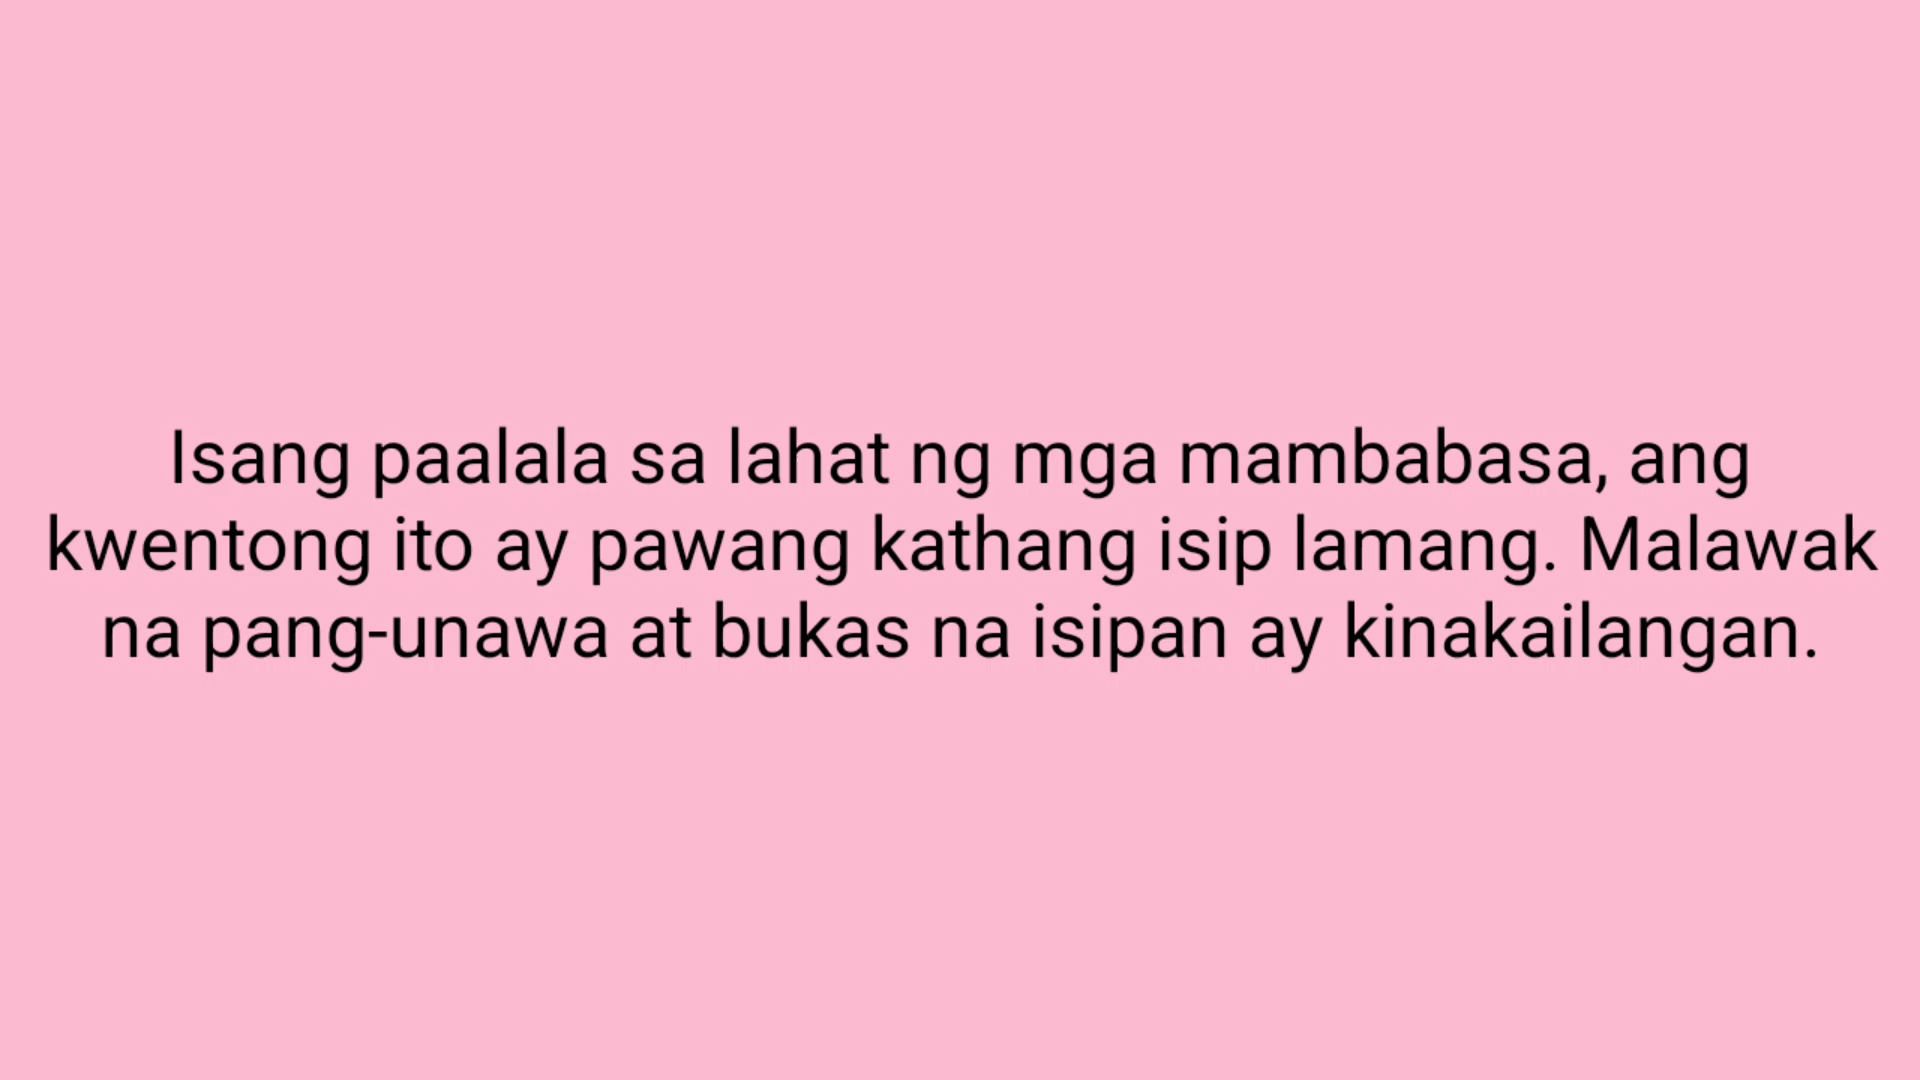 Isang paalala sa lahat ng mga mambabasa, ang
kwentong ito ay pawang kathang isip lamang. Malawak
na pang-unawa at bukas na isipan ay kinakailangan.